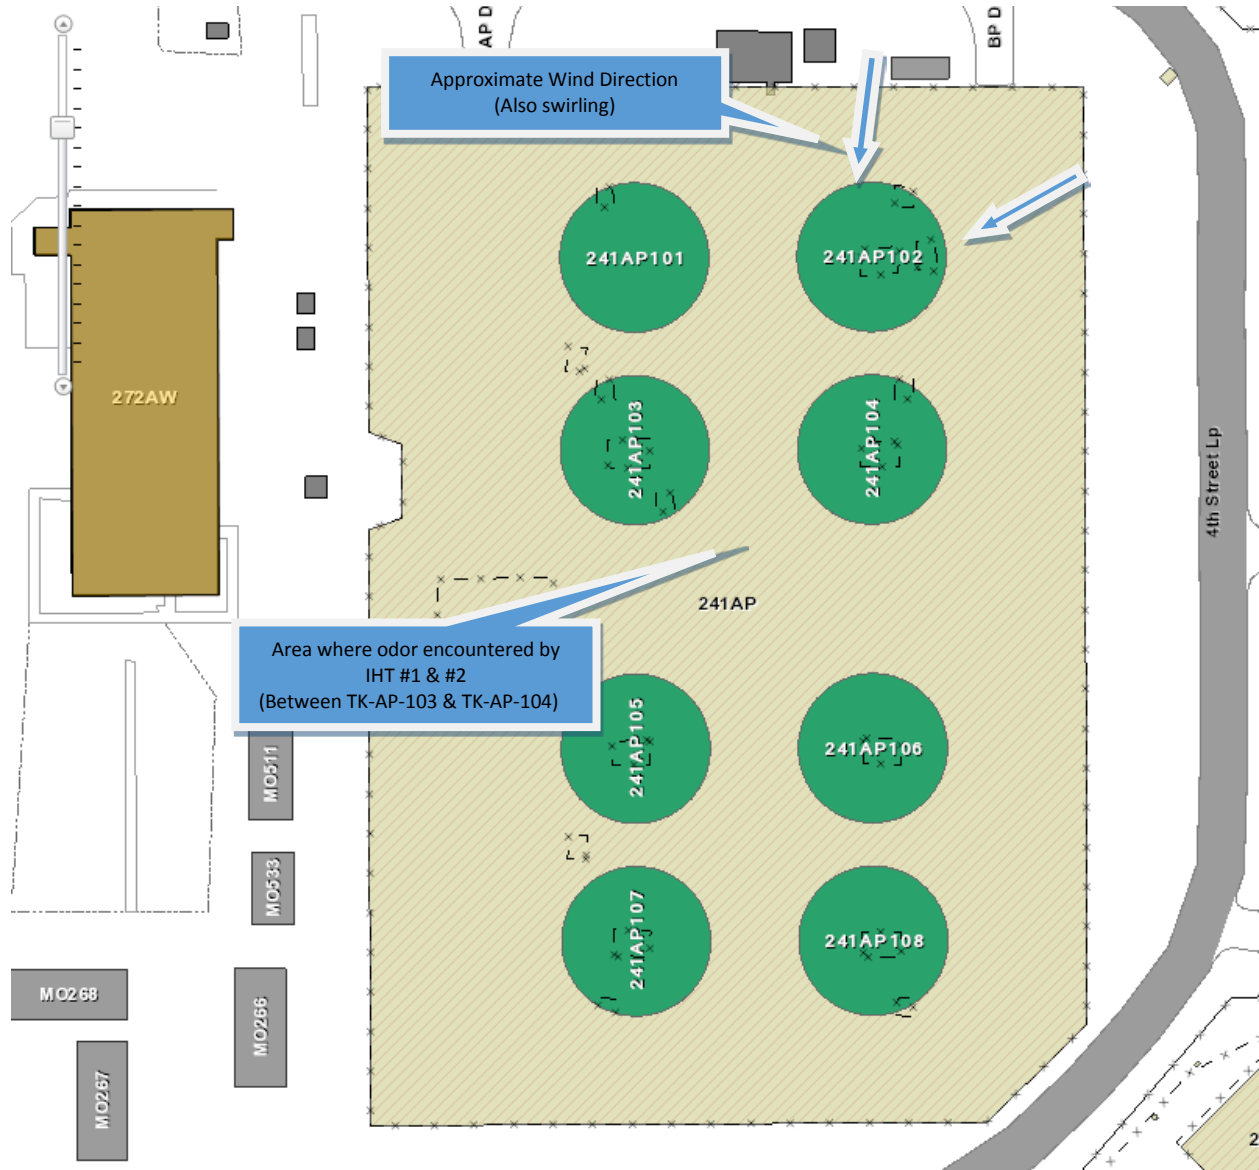 AP D
BP D
Approximate Wind Direction
(Also swirling)
241AP101
241AP102
272AW
241AP103
241AP104
4th Street Lp
241AP
Area where odor encountered by
IHT #1 & #2
(Between TK-AP-103 & TK-AP-104)
241AP105
241AP106
MO511
MO533
241AP107
241AP108
MO268
MO266
MO267
2